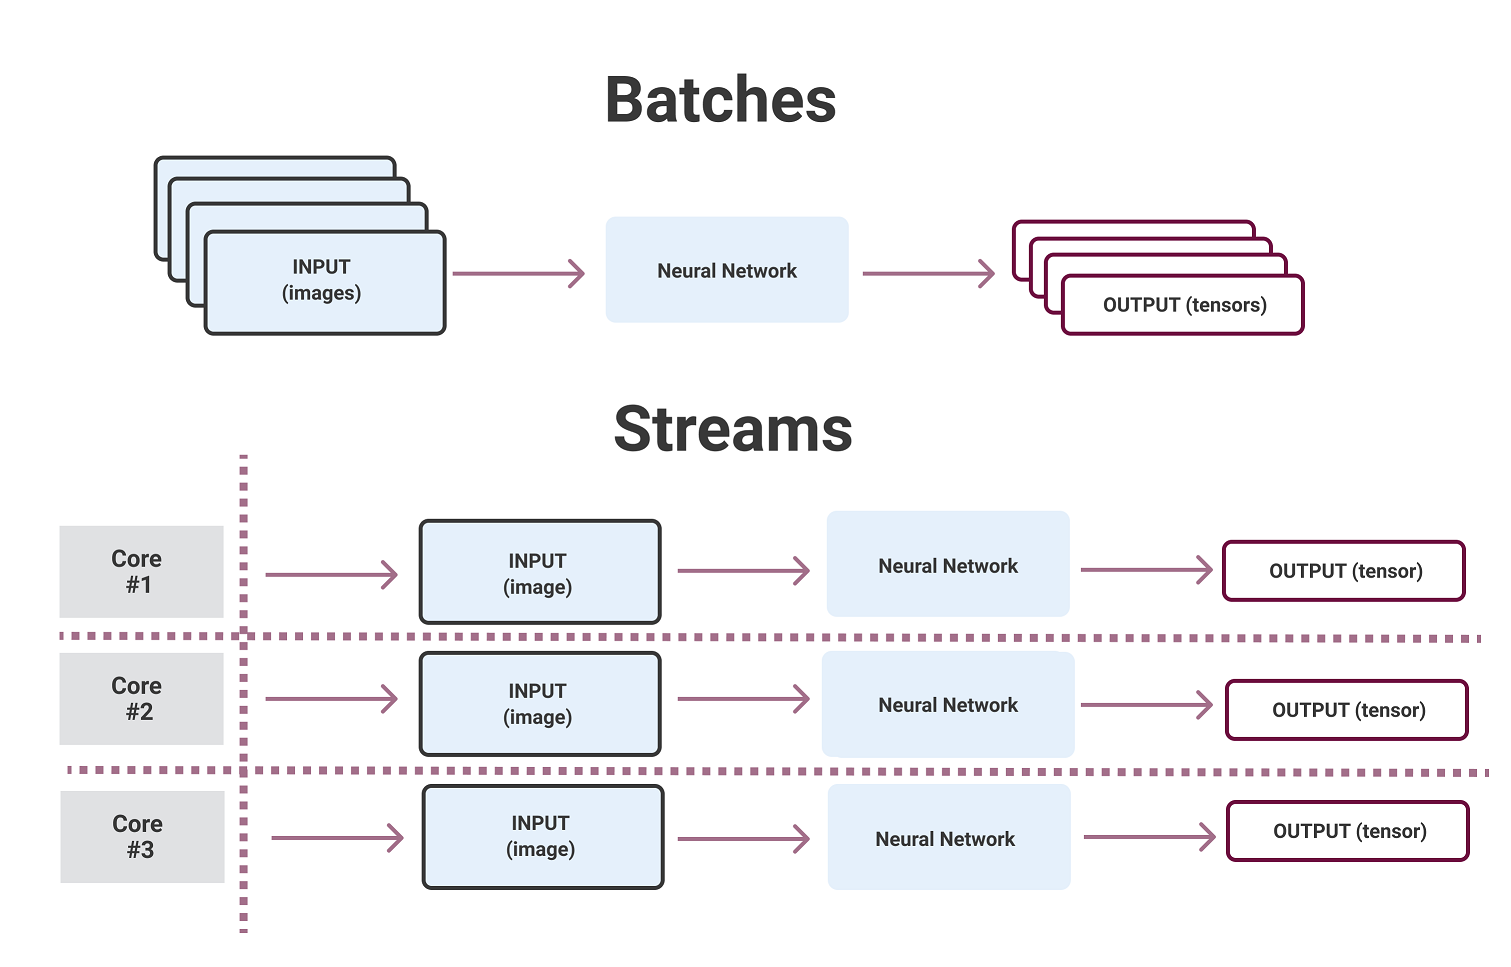 Batches
INPUT
(images)
Neural Network
OUTPUT (tensors)
Streams
Core
#1
INPUT
(image)
Neural Network
OUTPUT (tensor)
Core
#2
INPUT
(image)
Neural Network
OUTPUT (tensor)
Core
#3
INPUT
(image)
Neural Network
OUTPUT (tensor)